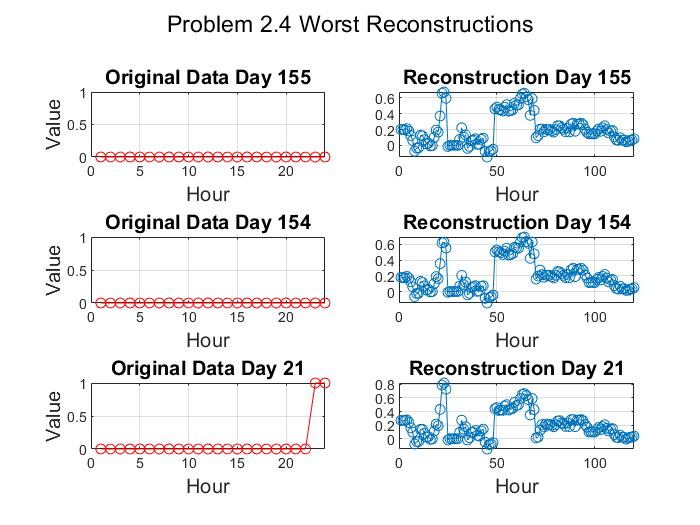 Problem 2.4 Worst Reconstructions
Original Data Day 155
Value
1
0.5
0
0 5 10 15 20
Hour
Reconstruction Day 155
0.6
0.4
0.2
0
0 50 100
Hour
Original Data Day 154
Value
1
0.5
0
0 5 10 15 20
Hour
Reconstruction Day 154
0.6
0.4
0.2
0
0 50 100
Hour
Original Data Day 21
Value
1
0.5
0
0 5 10 15 20
Hour
Reconstruction Day 21
0.8
0.6
0.4
0.2
0
0 50 100
Hour